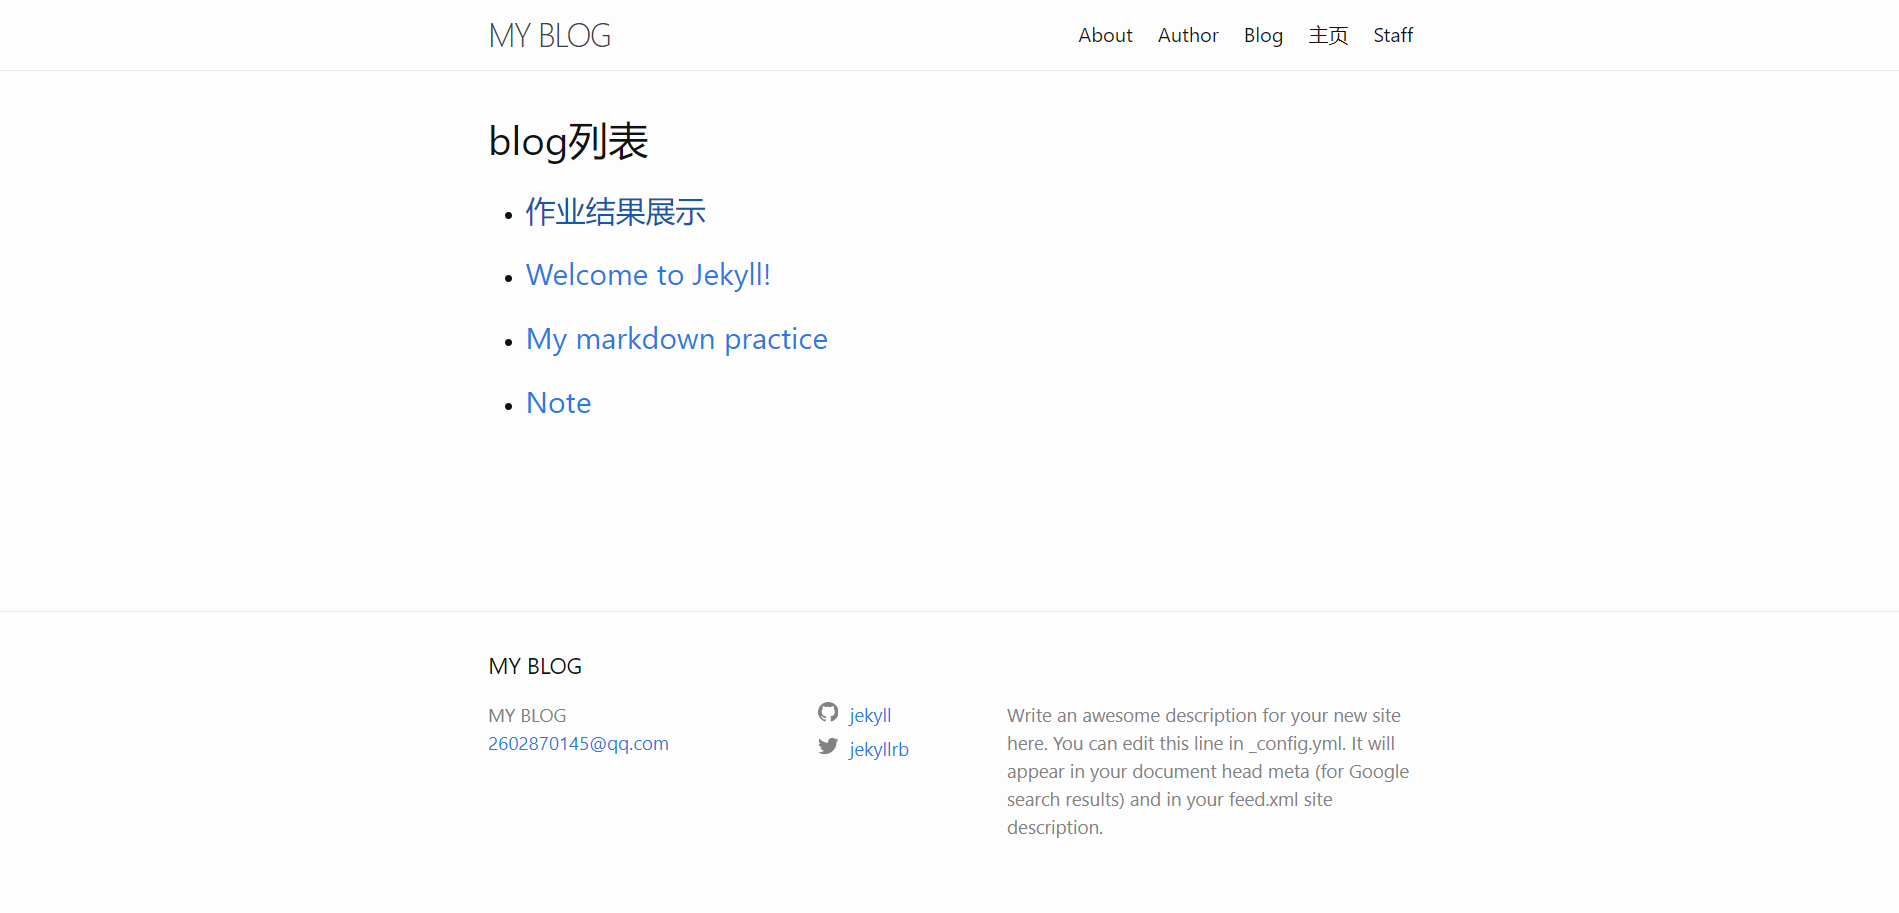 MY BLOG
About Author Blog 主页 Staff
blog列表
作业结果展示
Welcome to Jekyll!
My markdown practice
Note
MY BLOG
MY BLOG
2602870145@qq.com
jekyll
jekyllrb
Write an awesome description for your new site
here. You can edit this line in _config.yml. It will
appear in your document head meta (for Google
search results) and in your feed.xml site
description.